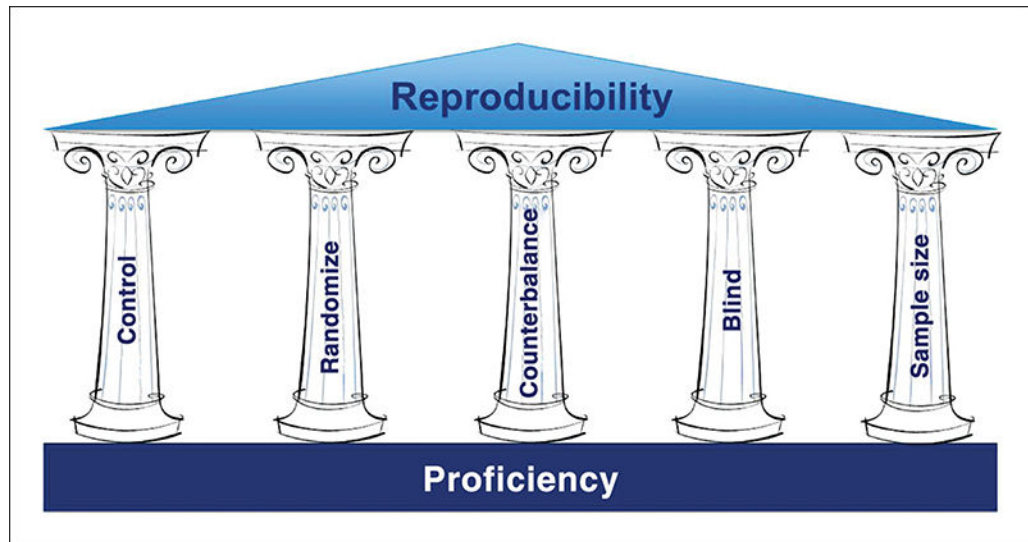 Reproducibility
Control
Randomize
Counterbalance
Blind
Sample size
Proficiency